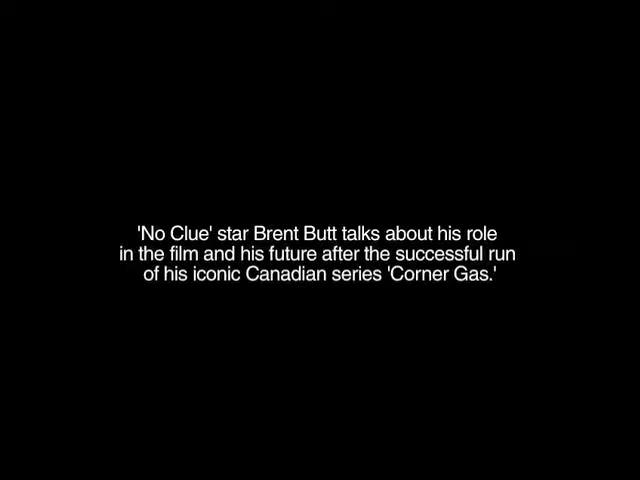 'No Clue' star Brent Butt talks about his role
in the film and his future after the successful run
of his iconic Canadian series 'Corner Gas.'